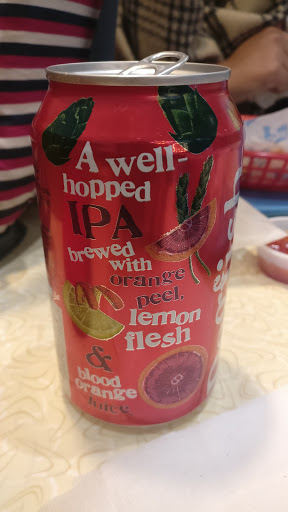 A well-
hopped
IPA
brewed
with
orange
peel,
lemon
flesh
&
blood
orange
juice